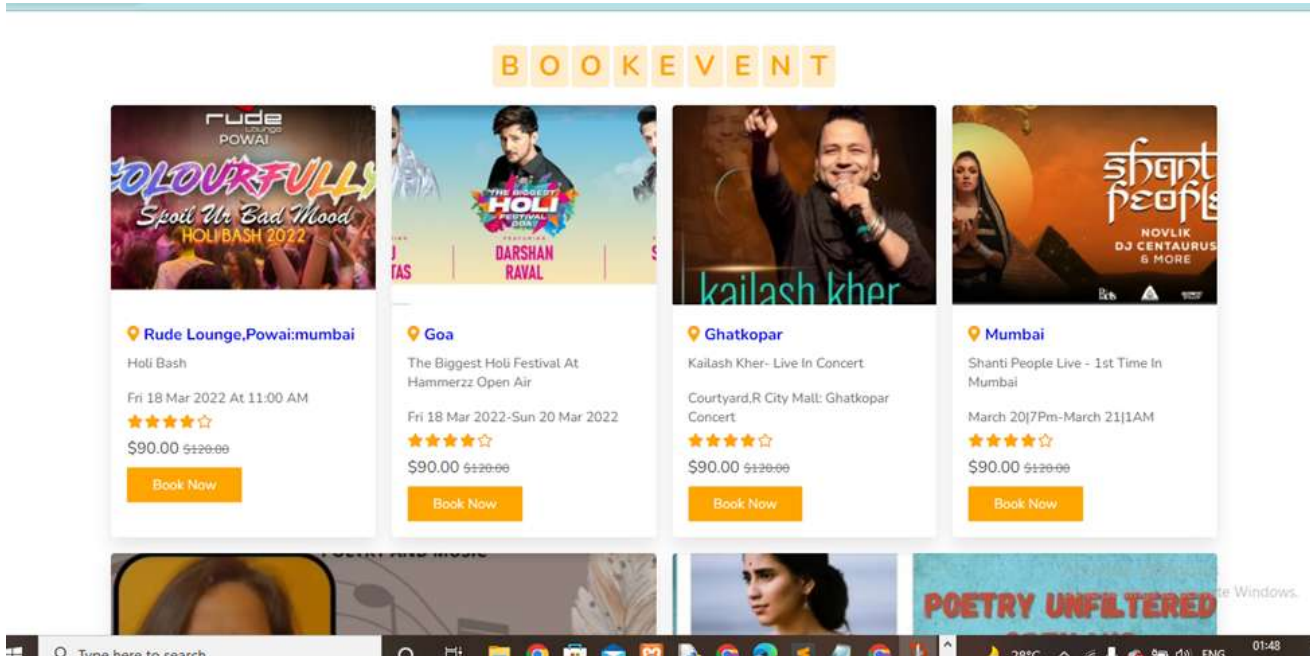 BOOKEVENT
rude
Lounge
POWAI
COLOURFULLY
Spoil Ur Bad Mood
HOLI BASH 2022
Rude Lounge,Powai:mumbai
Holi Bash
Fri 18 Mar 2022 At 11:00 AM
$90.00 $120.00
Book Now
THE BIGGEST
HOLI
FESTIVAL
GOA
FEATURING
DARSHAN
RAVAL
TAS
Goa
The Biggest Holi Festival At
Hammerzz Open Air
Fri 18 Mar 2022-Sun 20 Mar 2022
$90.00 $120.00
Book Now
kailash kher
Ghatkopar
Kailash Kher- Live In Concert
Courtyard,R City Mall: Ghatkopar
Concert
$90.00 $120.00
Book Now
shanti
people
NOVLIK
DJ CENTAURUS
& MORE
Mumbai
Shanti People Live - 1st Time In
Mumbai
March 20|7Pm-March 21|1AM
$90.00 $120.00
Book Now
POETRY AND MUSIC
POETRY UNFILTERED
te Windows.
Type here to search
28°C
ENG
01:48